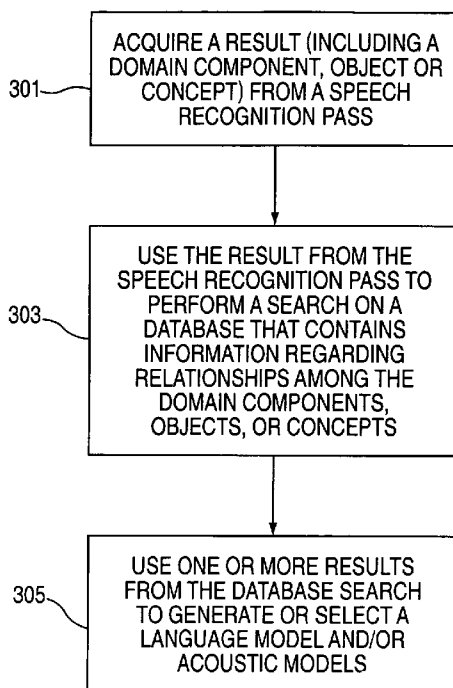 301
ACQUIRE A RESULT (INCLUDING A
DOMAIN COMPONENT, OBJECT OR
CONCEPT) FROM A SPEECH
RECOGNITION PASS
303
USE THE RESULT FROM THE
SPEECH RECOGNITION PASS TO
PERFORM A SEARCH ON A
DATABASE THAT CONTAINS
INFORMATION REGARDING
RELATIONSHIPS AMONG THE
DOMAIN COMPONENTS,
OBJECTS, OR CONCEPTS
305
USE ONE OR MORE RESULTS
FROM THE DATABASE SEARCH
TO GENERATE OR SELECT A
LANGUAGE MODEL AND/OR
ACOUSTIC MODELS